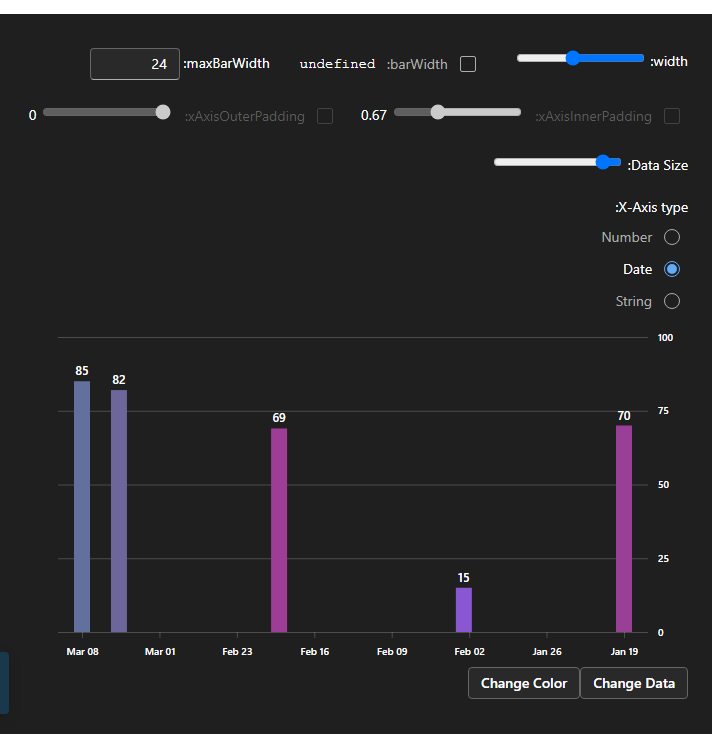 :width
:barWidth undefined
:maxBarWidth 24
:xAxisInnerPadding 0.67
:xAxisOuterPadding 0
:Data Size
:X-Axis type
Number
Date
String
100
75
50
25
0
85
82
69
15
70
Mar 08 Mar 01 Feb 23 Feb 16 Feb 09 Feb 02 Jan 26 Jan 19
Change Color Change Data